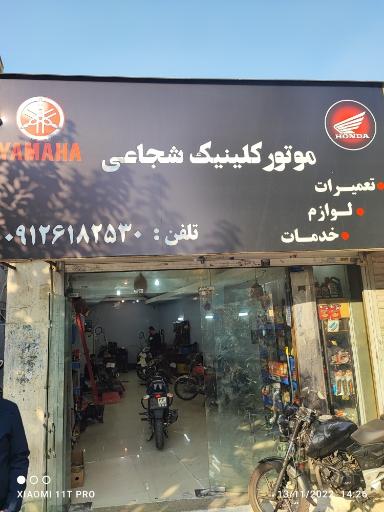 YAMAHA
HONDA
موتور کلینیک شجاعی
تعمیرات
لوازم
خدمات
تلفن : ۰۹۱۲۶۱۸۲۵۳۰
XIAOMI 11T PRO
13/11/2022 14:26